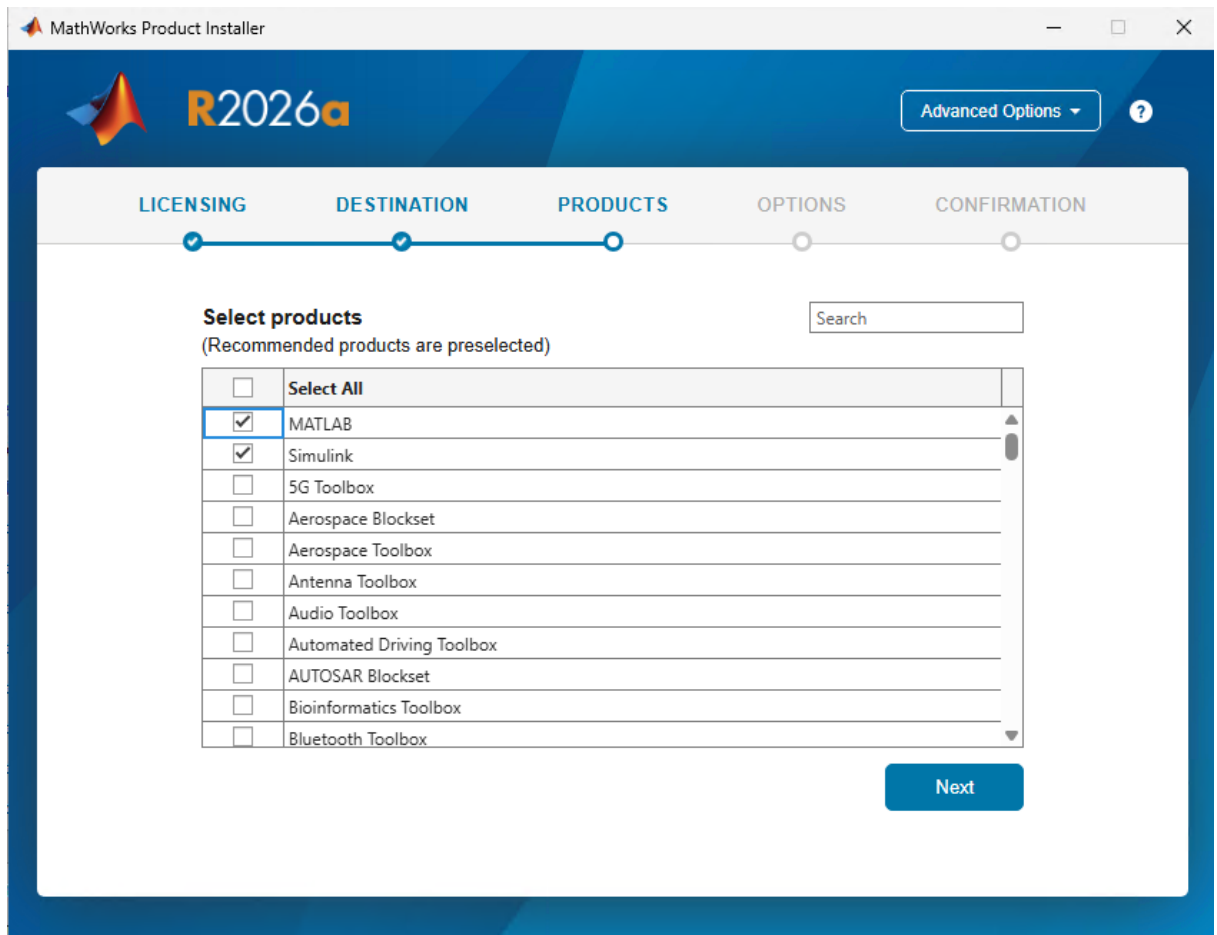 MathWorks Product Installer
R2026a
Advanced Options
?
LICENSING DESTINATION PRODUCTS OPTIONS CONFIRMATION
Select products
Search
(Recommended products are preselected)
Select All
MATLAB
Simulink
5G Toolbox
Aerospace Blockset
Aerospace Toolbox
Antenna Toolbox
Audio Toolbox
Automated Driving Toolbox
AUTOSAR Blockset
Bioinformatics Toolbox
Bluetooth Toolbox
Next